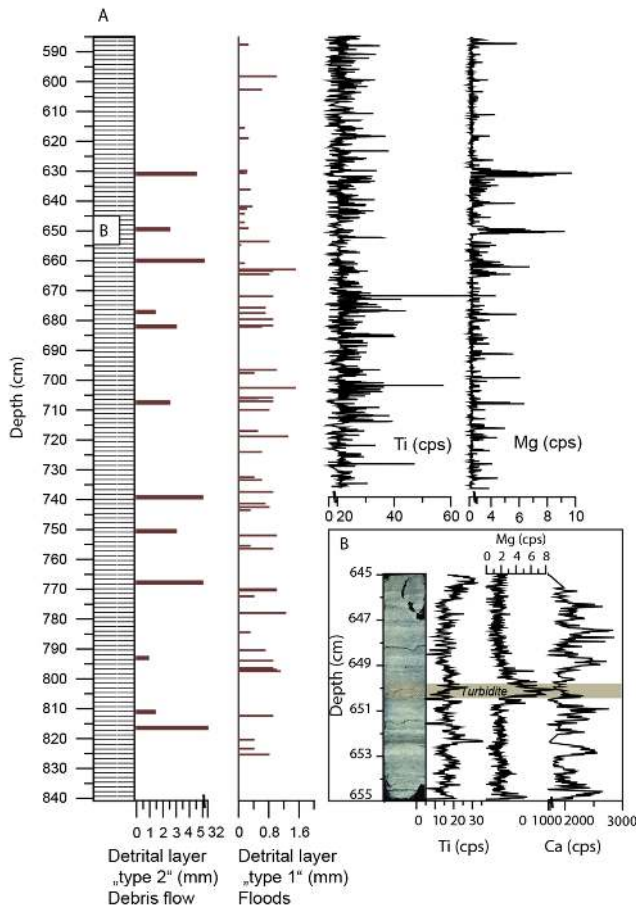 A
590
600
610
620
630
640
650
660
670
680
690
700
710
720
730
740
750
760
770
780
790
800
810
820
830
840
Depth (cm)
B
0 1 2 3 4 5 32
Detrital layer
„type 2“ (mm)
Debris flow
0 0.8 1.6
Detrital layer
„type 1“ (mm)
Floods
Ti (cps)
0 20 40 60
Mg (cps)
0 2 4 6 8 10
B
Mg (cps)
0 2 4 6 8
645
647
649
651
653
655
Depth (cm)
Turbidite
0 10 20 30
Ti (cps)
0 1000 2000 3000
Ca (cps)